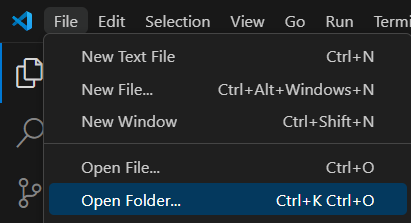 File Edit Selection View Go Run Termi
New Text File Ctrl+N
New File... Ctrl+Alt+Windows+N
New Window Ctrl+Shift+N
Open File... Ctrl+O
Open Folder... Ctrl+K Ctrl+O